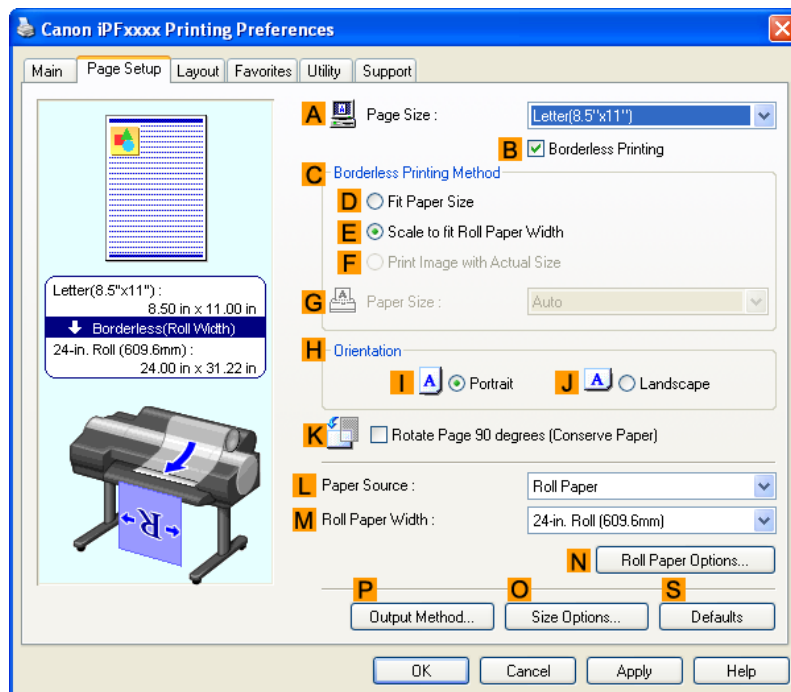 Canon iPFxxxx Printing Preferences
Main Page Setup Layout Favorites Utility Support
A Page Size : Letter(8.5"x11")
B Borderless Printing
C Borderless Printing Method
D Fit Paper Size
E Scale to fit Roll Paper Width
F Print Image with Actual Size
G Paper Size : Auto
Letter(8.5"x11") :
8.50 in x 11.00 in
Borderless(Roll Width)
24-in. Roll (609.6mm) :
24.00 in x 31.22 in
H Orientation
I A Portrait J A Landscape
K Rotate Page 90 degrees (Conserve Paper)
R
L Paper Source : Roll Paper
M Roll Paper Width : 24-in. Roll (609.6mm)
N Roll Paper Options...
P O S
Output Method... Size Options... Defaults
OK Cancel Apply Help